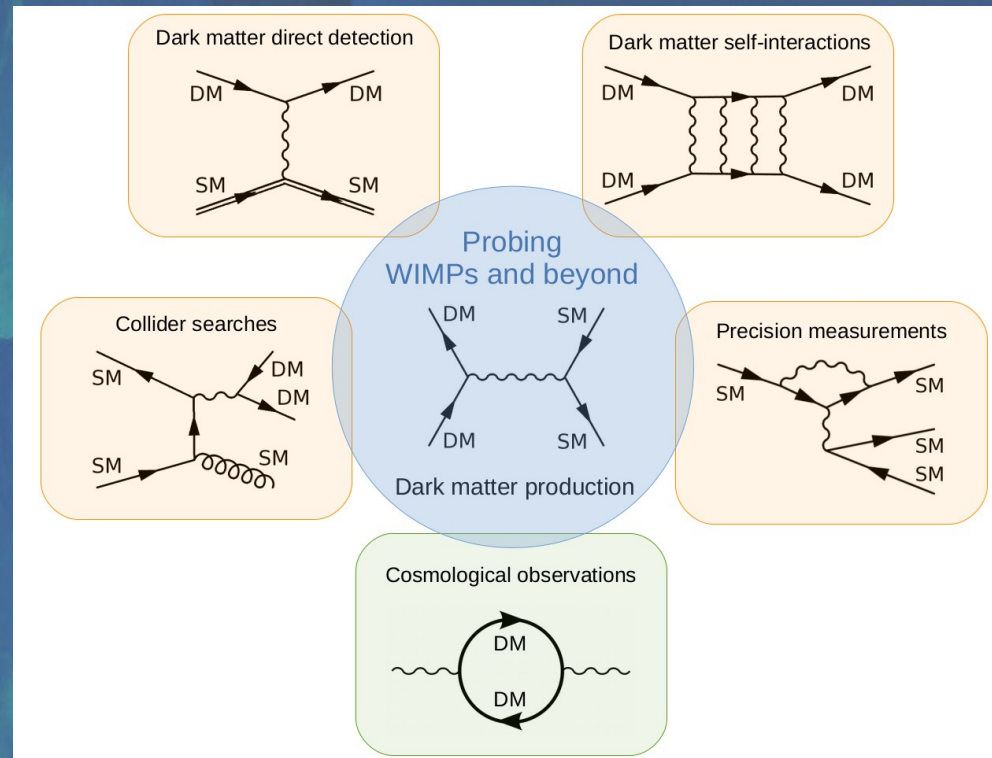 Dark matter direct detection
DM
DM
SM
SM
Dark matter self-interactions
DM
DM
DM
DM
Probing
WIMPs and beyond
DM
SM
DM
SM
Dark matter production
Collider searches
SM
DM
DM
SM
SM
Precision measurements
SM
SM
SM
SM
Cosmological observations
DM
DM